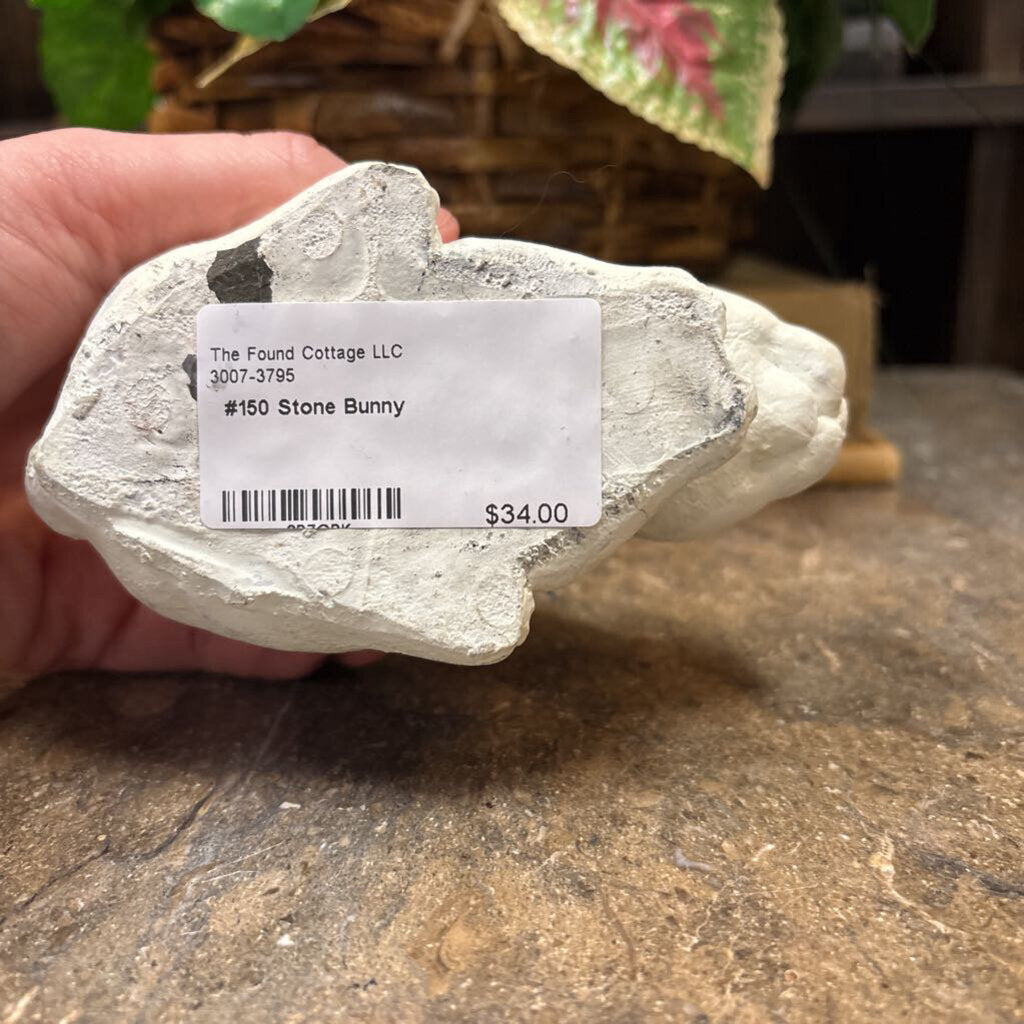 The Found Cottage LLC
3007-3795
#150 Stone Bunny
$34.00